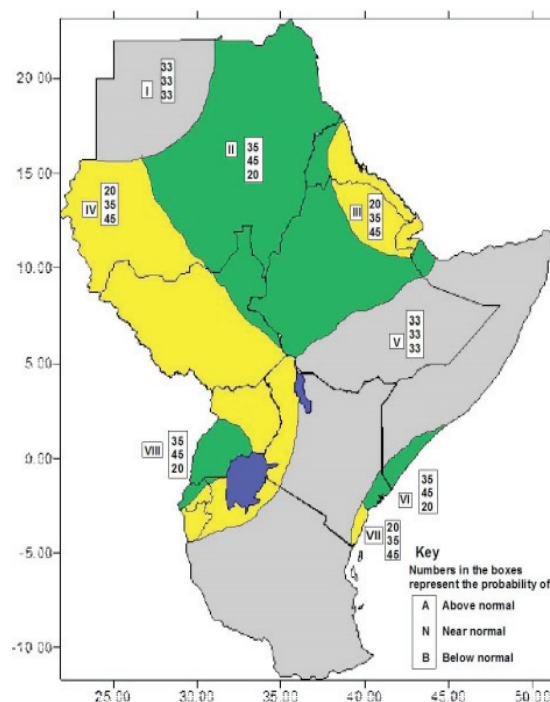 20.00
15.00
10.00
5.00
0.00
-5.00
-10.00
25.00 30.00 35.00 40.00 45.00 50.00
I
33
33
33
II
35
45
20
III
20
35
45
IV
20
35
45
V
33
33
33
VI
35
45
20
VII
20
35
45
VIII
35
45
20
Key
Numbers in the boxes
represent the probability of
A Above normal
N Near normal
B Below normal